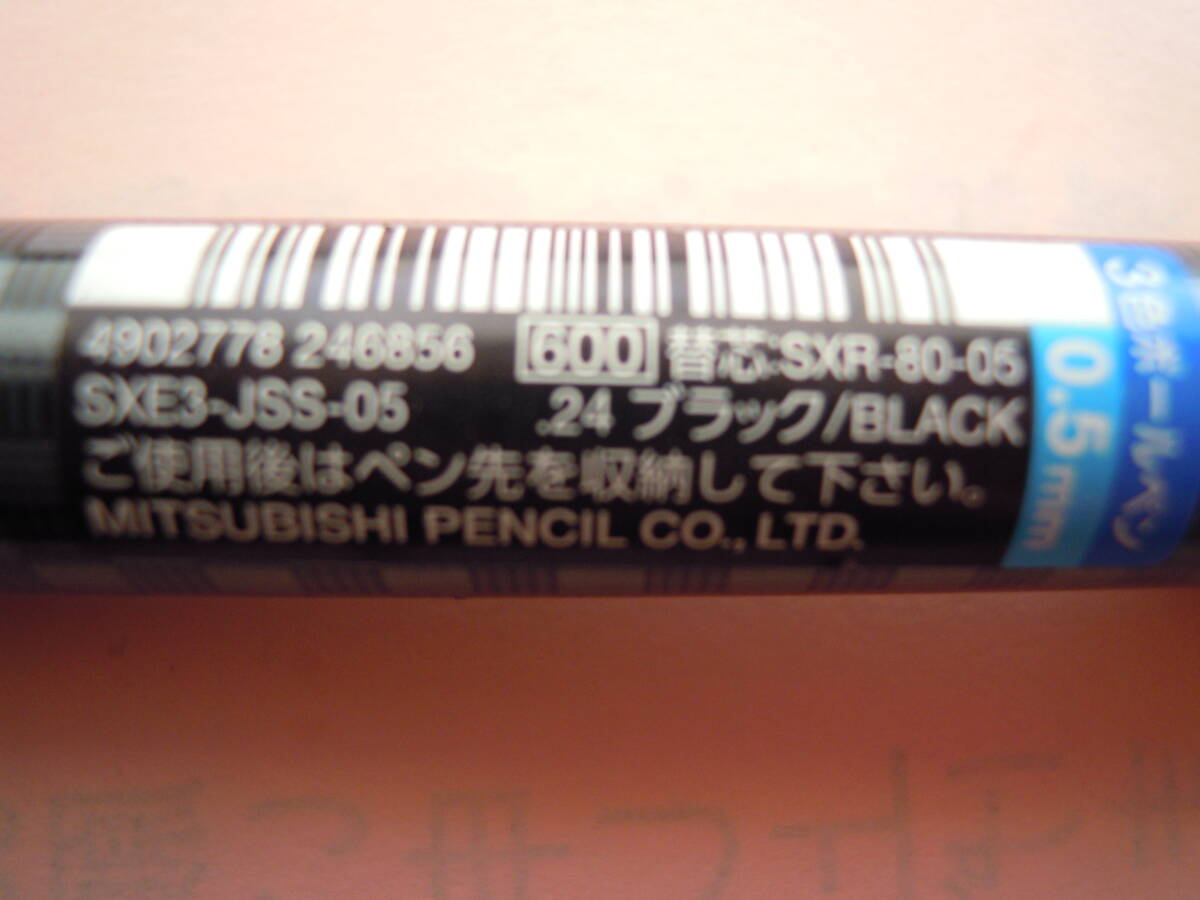 4902778 246856 600 替芯:SXR-80-05
SXE3-JSS-05 .24 ブラック/BLACK
ご使用後はペン先を収納して下さい。
MITSUBISHI PENCIL CO., LTD.
0.5mm
3色ボールペン